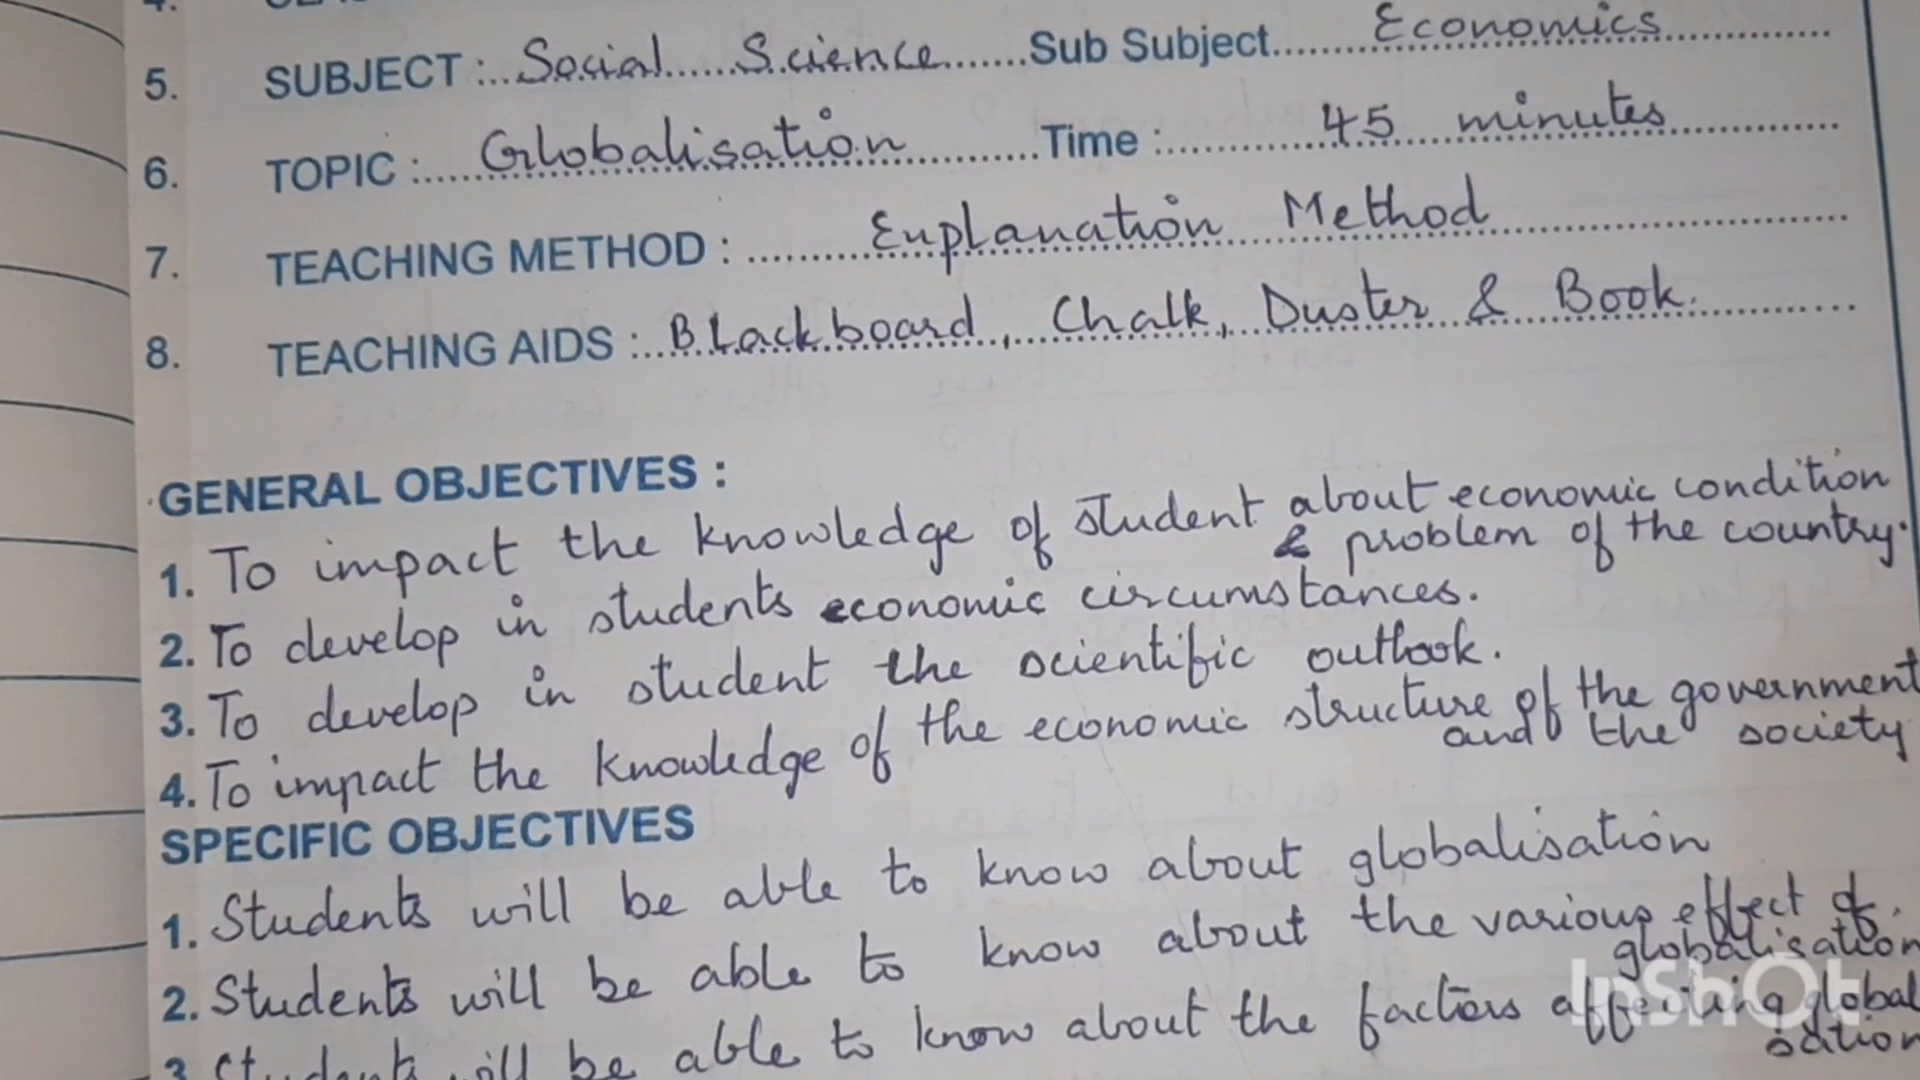 4.
5. SUBJECT : Social Science Sub Subject Economics
6. TOPIC : Globalisation Time : 45 minutes
7. TEACHING METHOD : Explanation Method
8. TEACHING AIDS : Blackboard, Chalk, Duster & Book.
GENERAL OBJECTIVES :
1. To impact the knowledge of student about economic condition
& problem of the country.
2. To develop in students economic circumstances.
3. To develop in student the scientific outlook.
4. To impact the knowledge of the economic structure of the government
and the society
SPECIFIC OBJECTIVES
1. Students will be able to know about globalisation
2. Students will be able to know about the various effect of
globalisation
3. Students will be able to know about the factors affecting global
sation
InShOt